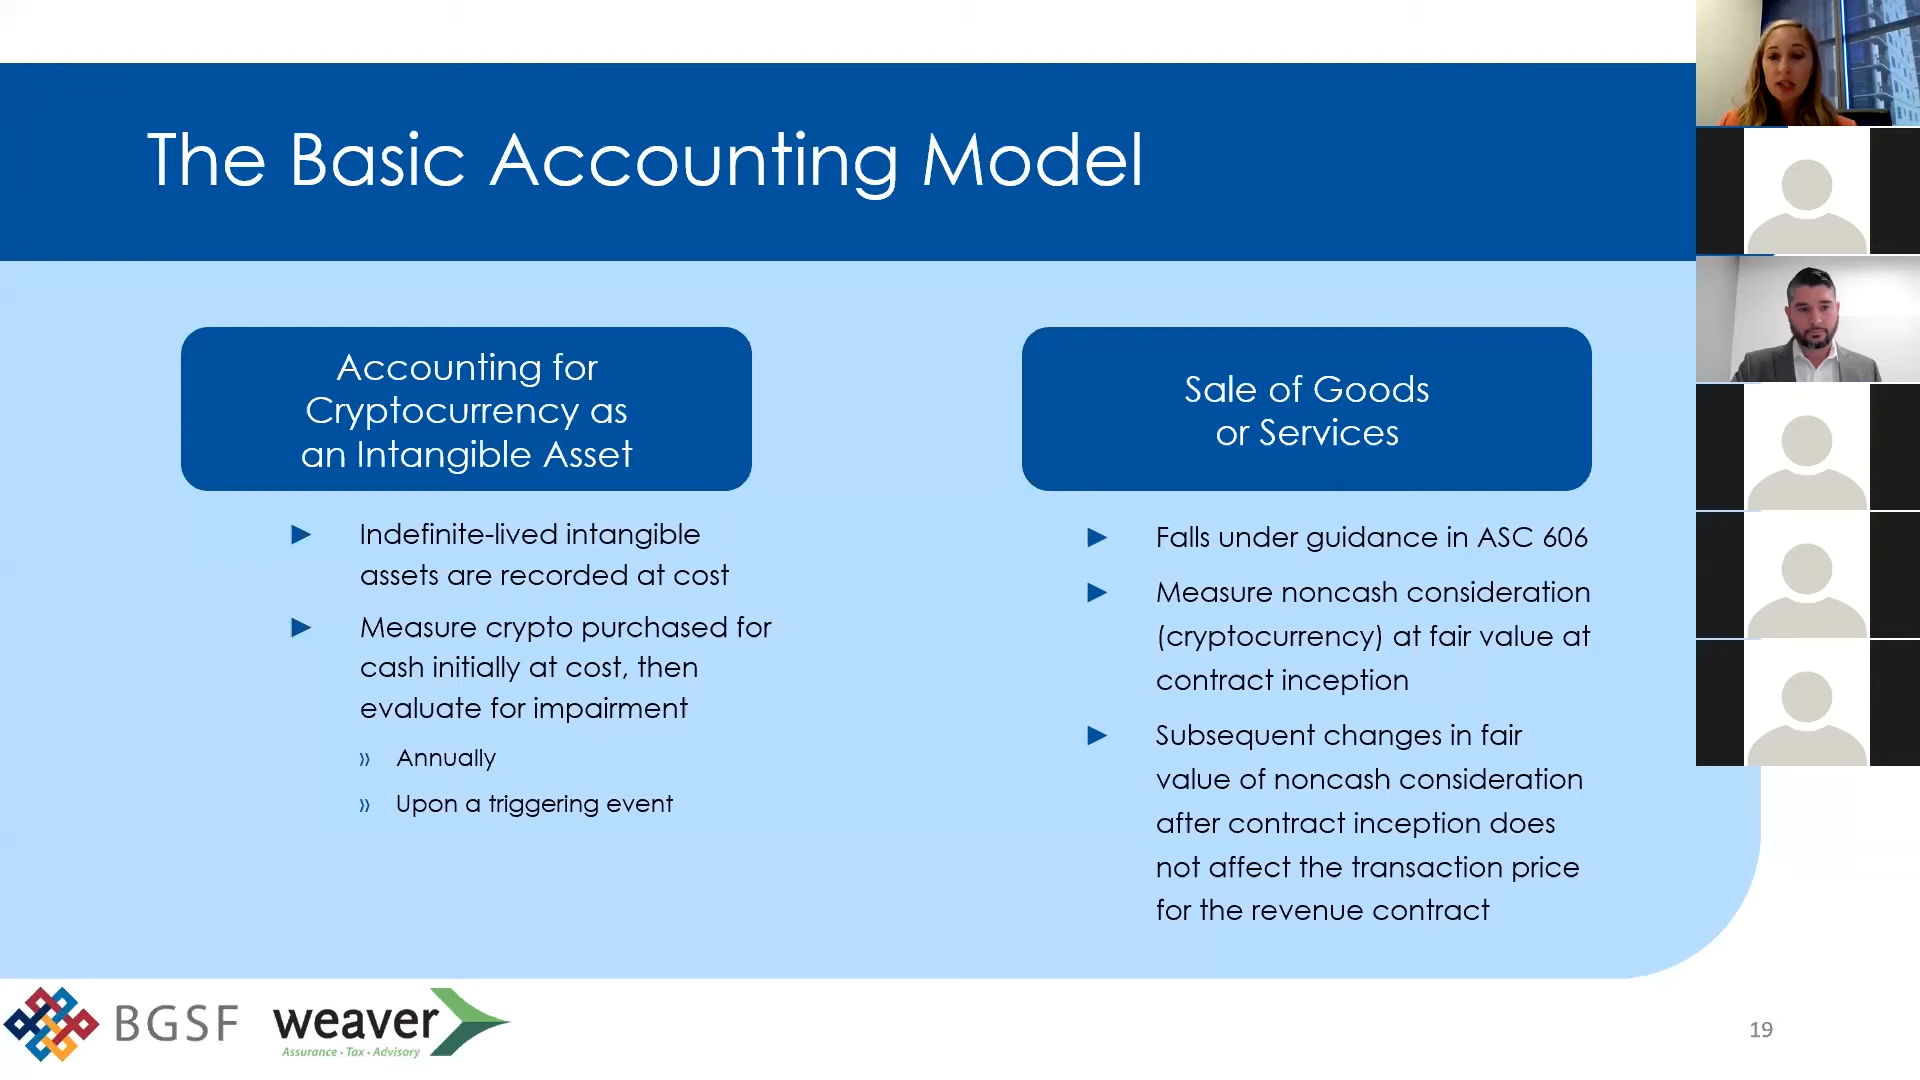 The Basic Accounting Model
Accounting for
Cryptocurrency as
an Intangible Asset
► Indefinite-lived intangible
assets are recorded at cost
► Measure crypto purchased for
cash initially at cost, then
evaluate for impairment
» Annually
» Upon a triggering event
Sale of Goods
or Services
► Falls under guidance in ASC 606
► Measure noncash consideration
(cryptocurrency) at fair value at
contract inception
► Subsequent changes in fair
value of noncash consideration
after contract inception does
not affect the transaction price
for the revenue contract
BGSF
weaver
Assurance • Tax • Advisory
19